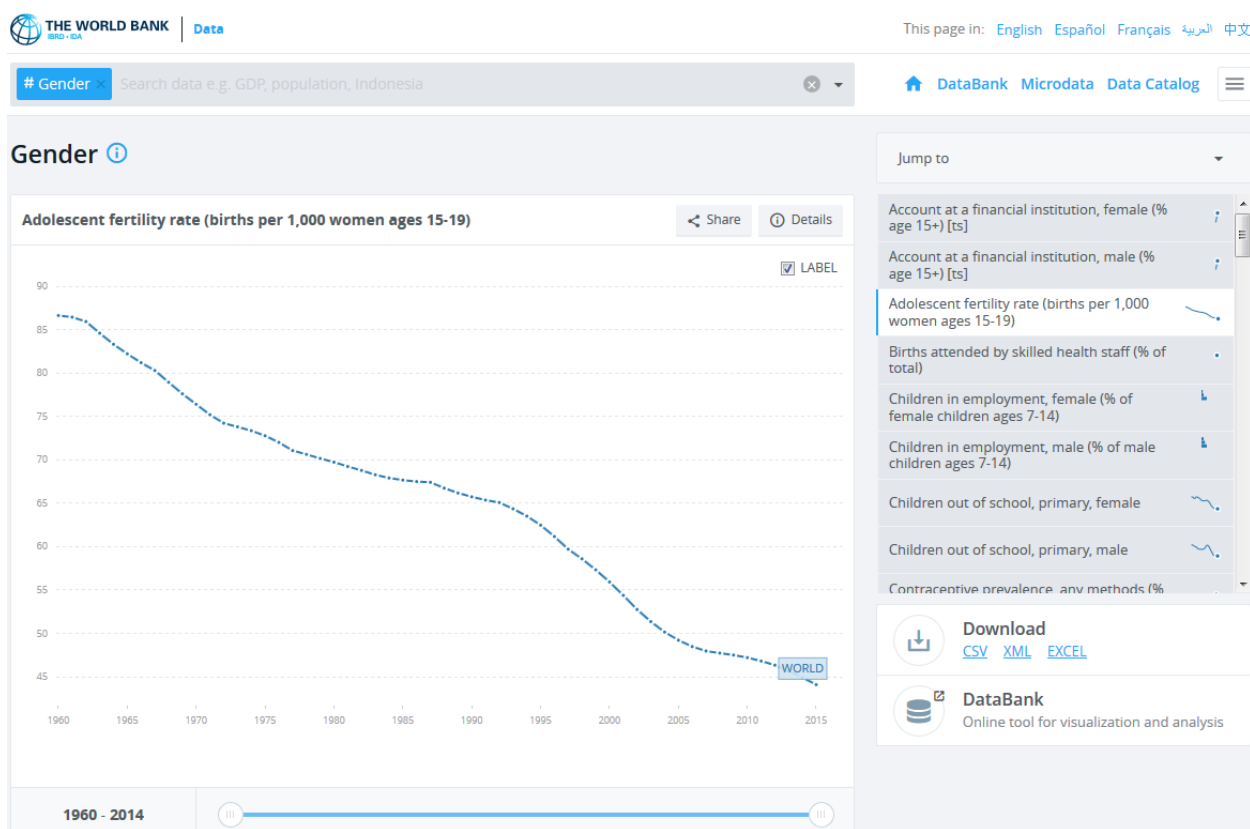 THE WORLD BANK
IBRD • IDA
Data
This page in: English Español Français العربية 中文
# Gender ×
Search data e.g. GDP, population, Indonesia
DataBank Microdata Data Catalog
Gender
Jump to
Adolescent fertility rate (births per 1,000 women ages 15-19)
Share
Details
LABEL
90
85
80
75
70
65
60
55
50
45
WORLD
1960 1965 1970 1975 1980 1985 1990 1995 2000 2005 2010 2015
1960 - 2014
Account at a financial institution, female (%
age 15+) [ts]
Account at a financial institution, male (%
age 15+) [ts]
Adolescent fertility rate (births per 1,000
women ages 15-19)
Births attended by skilled health staff (% of
total)
Children in employment, female (% of
female children ages 7-14)
Children in employment, male (% of male
children ages 7-14)
Children out of school, primary, female
Children out of school, primary, male
Contraceptive prevalence, any methods (%
Download
CSV XML EXCEL
DataBank
Online tool for visualization and analysis